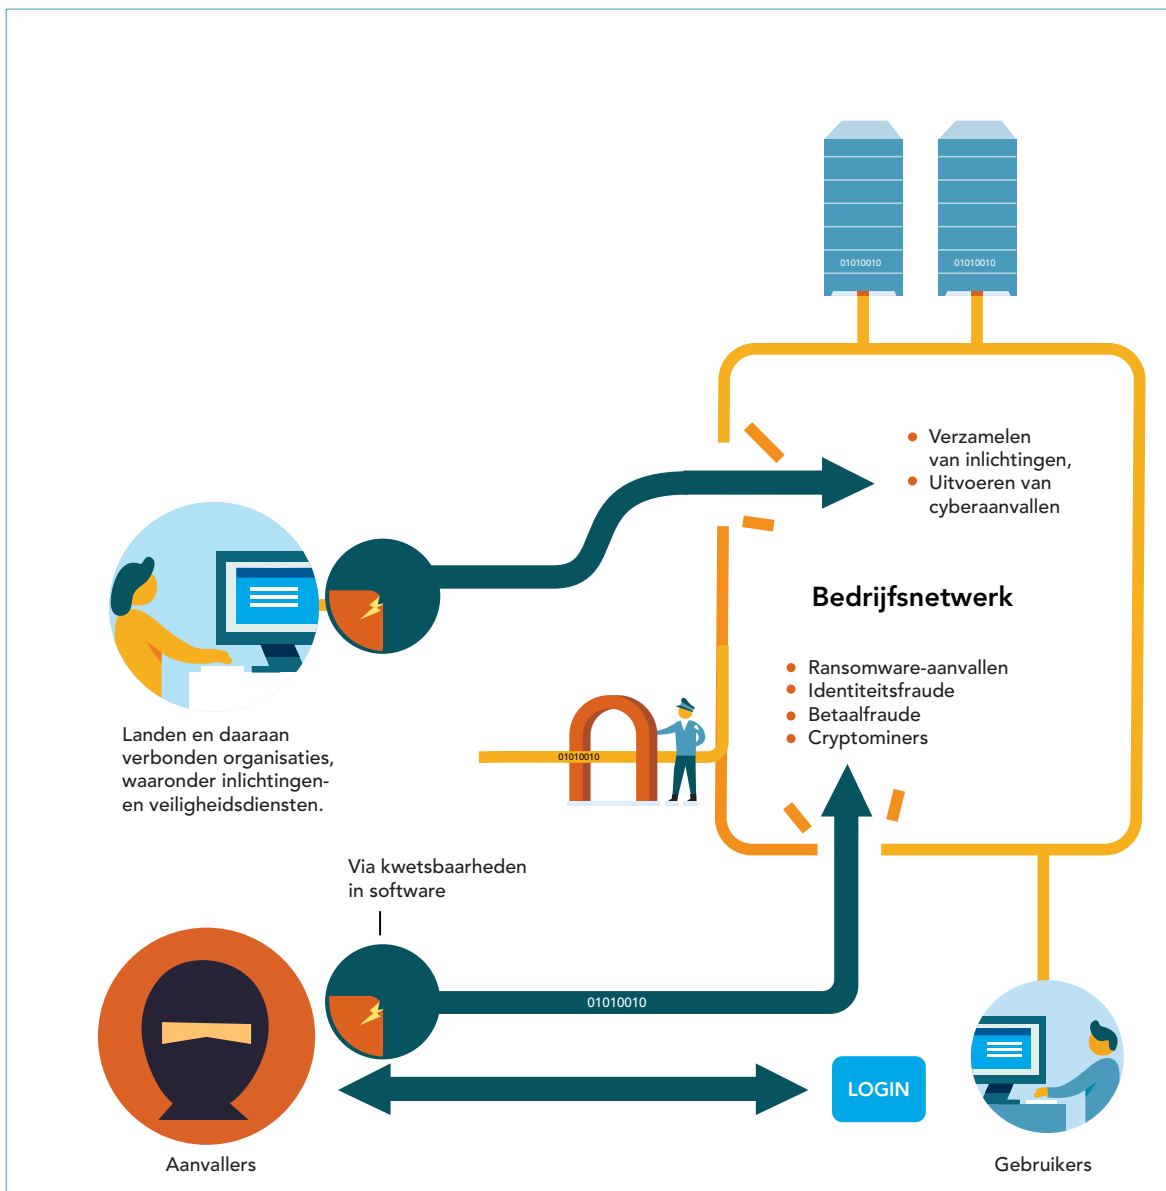 01010010
01010010
Verzamelen
van inlichtingen,
Uitvoeren van
cyberaanvallen
Bedrijfsnetwerk
Ransomware-aanvallen
Identiteitsfraude
Betaalfraude
Cryptominers
Landen en daaraan
verbonden organisaties,
waaronder inlichtingen-
en veiligheidsdiensten.
01010010
Via kwetsbaarheden
in software
01010010
LOGIN
Aanvallers
Gebruikers